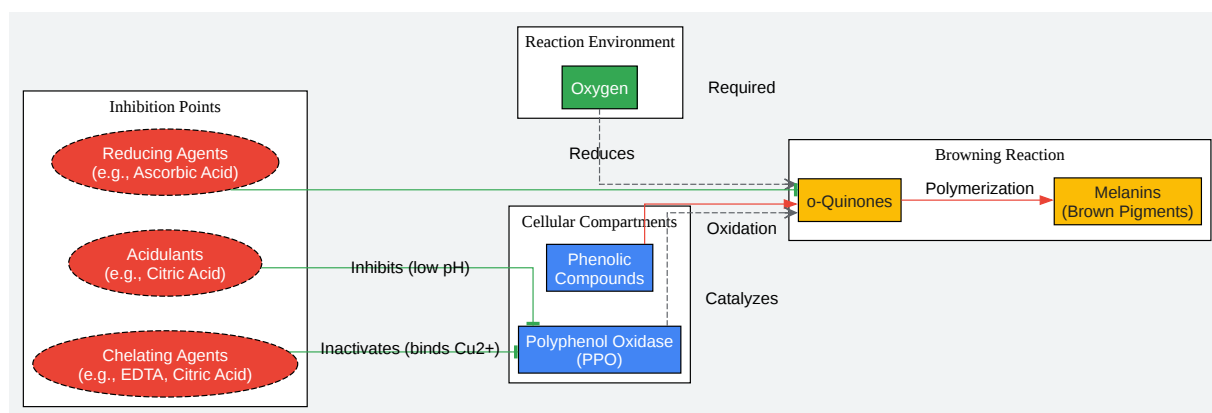 Reaction Environment
Oxygen
Required
Inhibition Points
Reducing Agents
(e.g., Ascorbic Acid)
Reduces
Browning Reaction
Polymerization
o-Quinones
Melanins
(Brown Pigments)
Cellular Compartments
Oxidation
Acidulants
(e.g., Citric Acid)
Inhibits (low pH)
Phenolic
Compounds
Catalyzes
Chelating Agents
(e.g., EDTA, Citric Acid)
Inactivates (binds Cu2+)
Polyphenol Oxidase
(PPO)